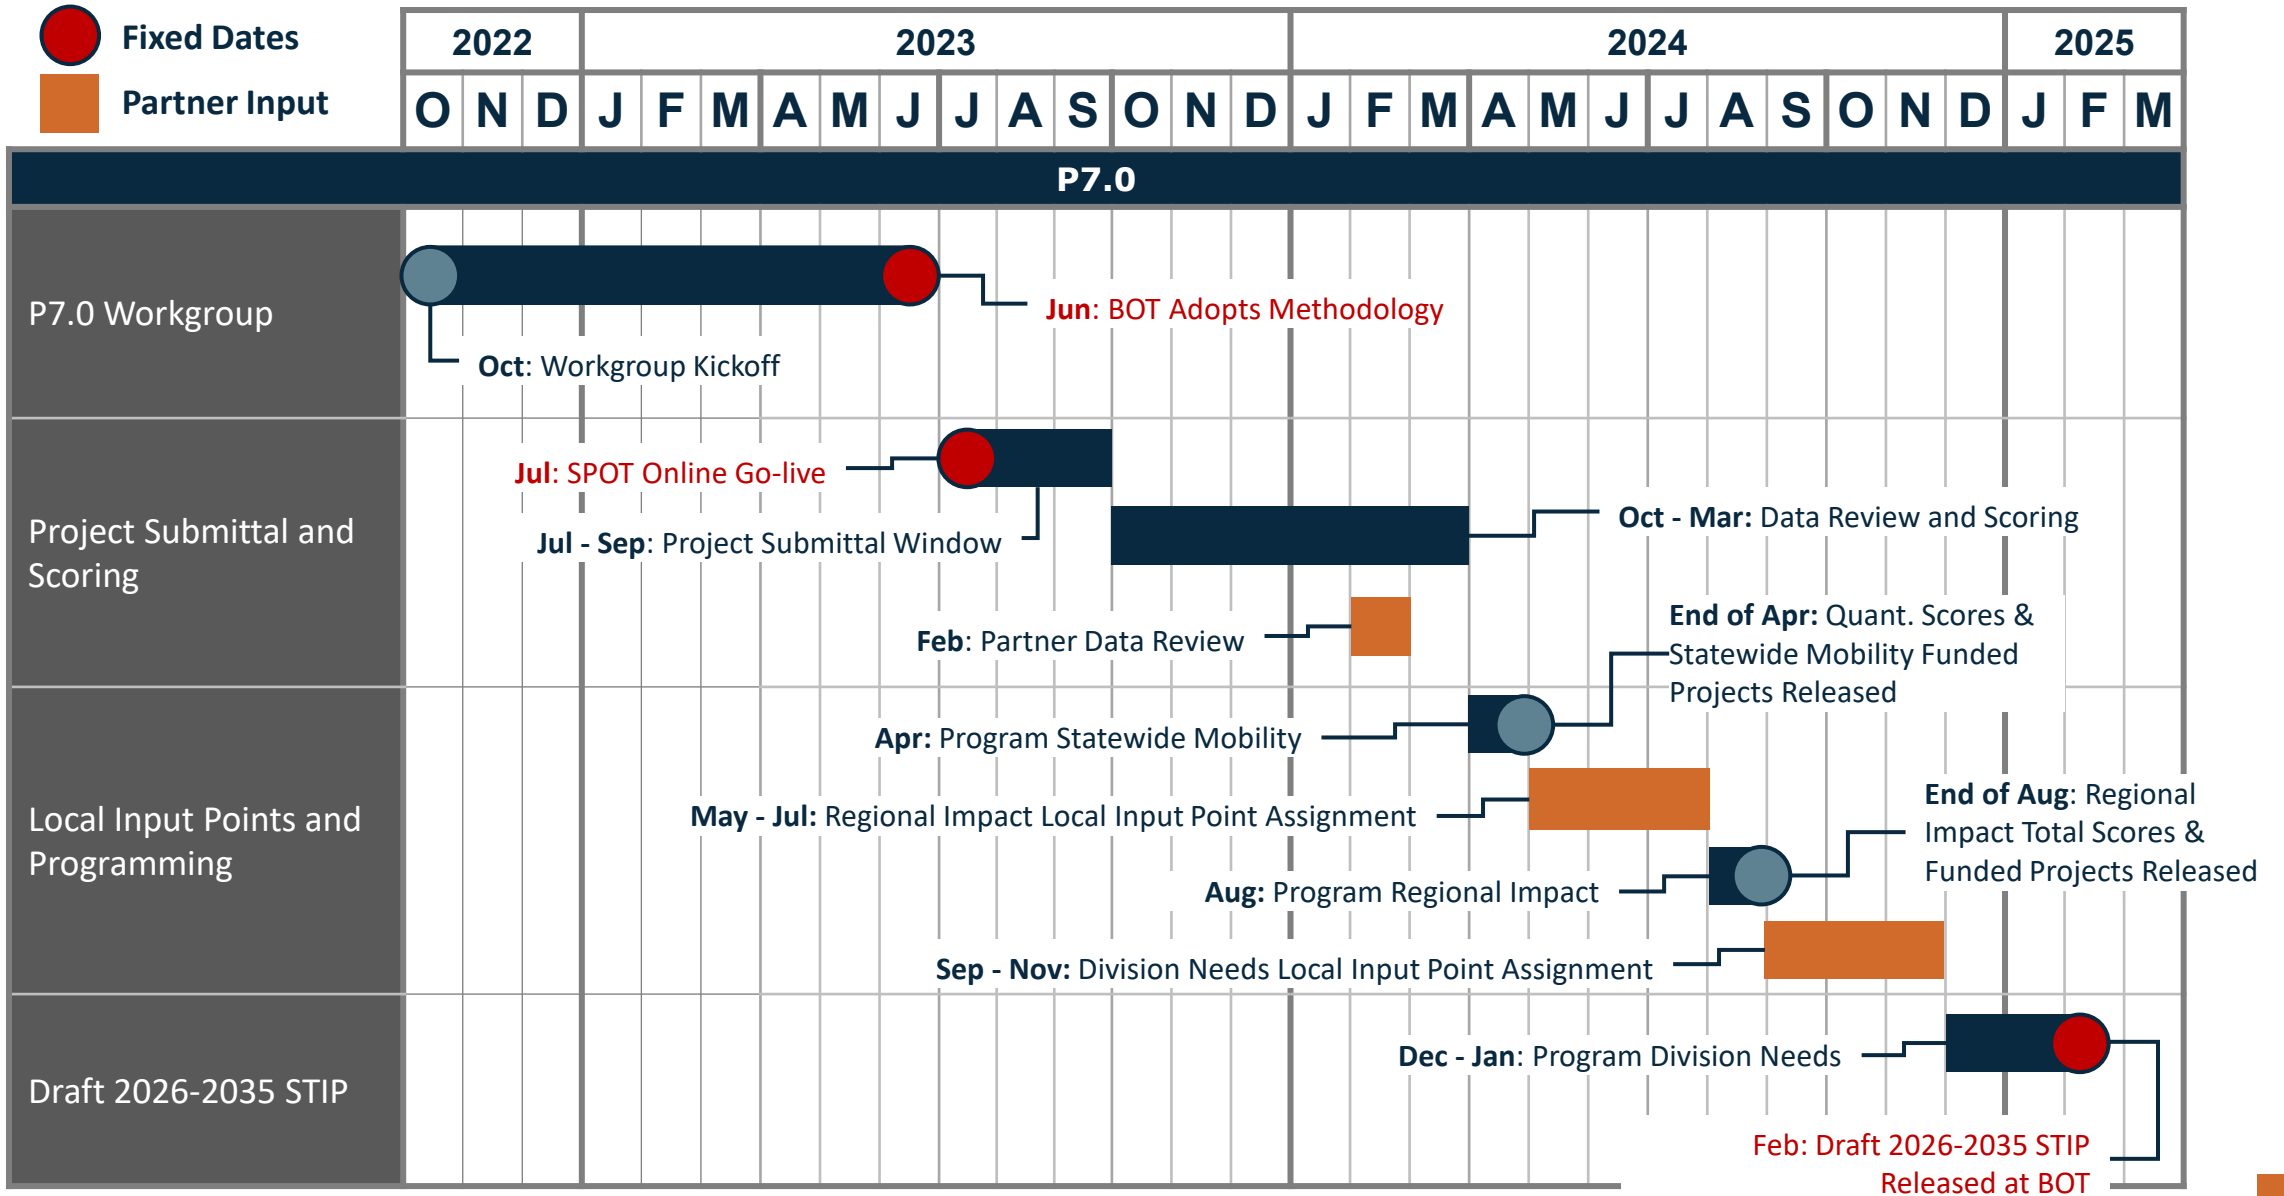 Fixed Dates
Partner Input
2022 2023 2024 2025
O N D J F M A M J J A S O N D J F M A M J J A S O N D J F M
P7.0
P7.0 Workgroup
Jun: BOT Adopts Methodology
Oct: Workgroup Kickoff
Project Submittal and
Scoring
Jul: SPOT Online Go-live
Jul - Sep: Project Submittal Window
Oct - Mar: Data Review and Scoring
Feb: Partner Data Review
End of Apr: Quant. Scores &
Statewide Mobility Funded
Projects Released
Local Input Points and
Programming
Apr: Program Statewide Mobility
May - Jul: Regional Impact Local Input Point Assignment
End of Aug: Regional
Impact Total Scores &
Funded Projects Released
Aug: Program Regional Impact
Sep - Nov: Division Needs Local Input Point Assignment
Draft 2026-2035 STIP
Dec - Jan: Program Division Needs
Feb: Draft 2026-2035 STIP
Released at BOT